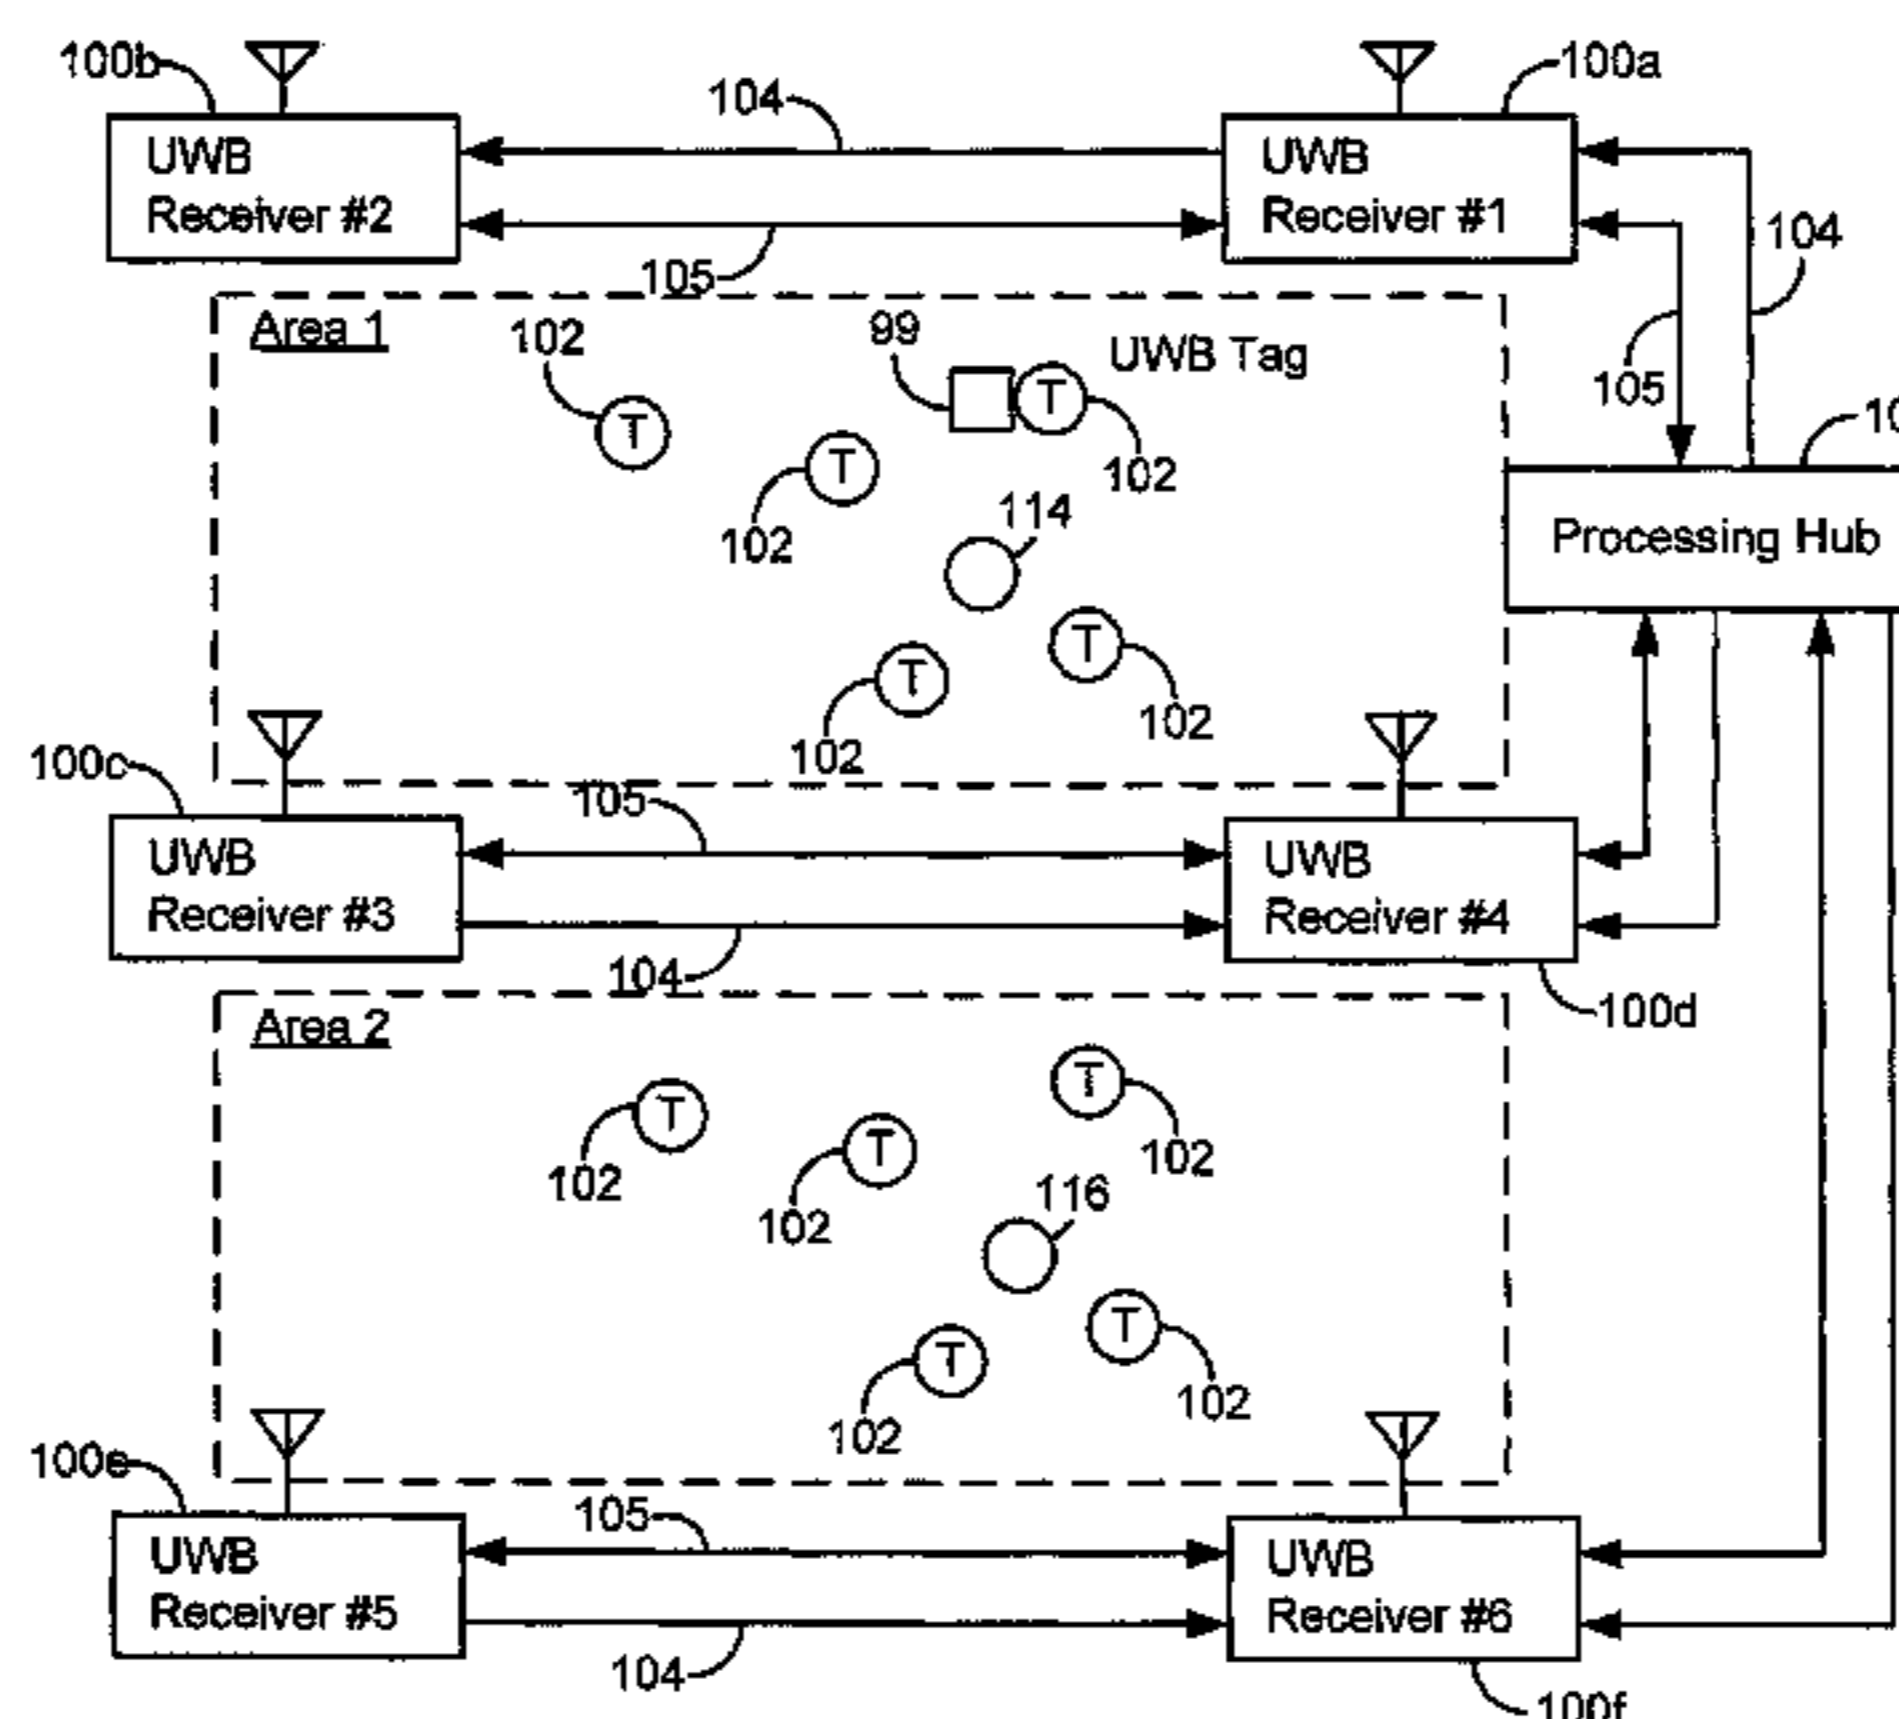 100b
100a
104
UWB
Receiver #2
UWB
Receiver #1
104
105
105
Area 1
102
99
UWB Tag
T
T
T
102
102
114
Processing Hub
T
T
102
102
100c
105
UWB
Receiver #3
UWB
Receiver #4
104
100d
Area 2
T
T
T
102
102
102
116
T
T
102
102
100e
105
UWB
Receiver #5
UWB
Receiver #6
104
100f